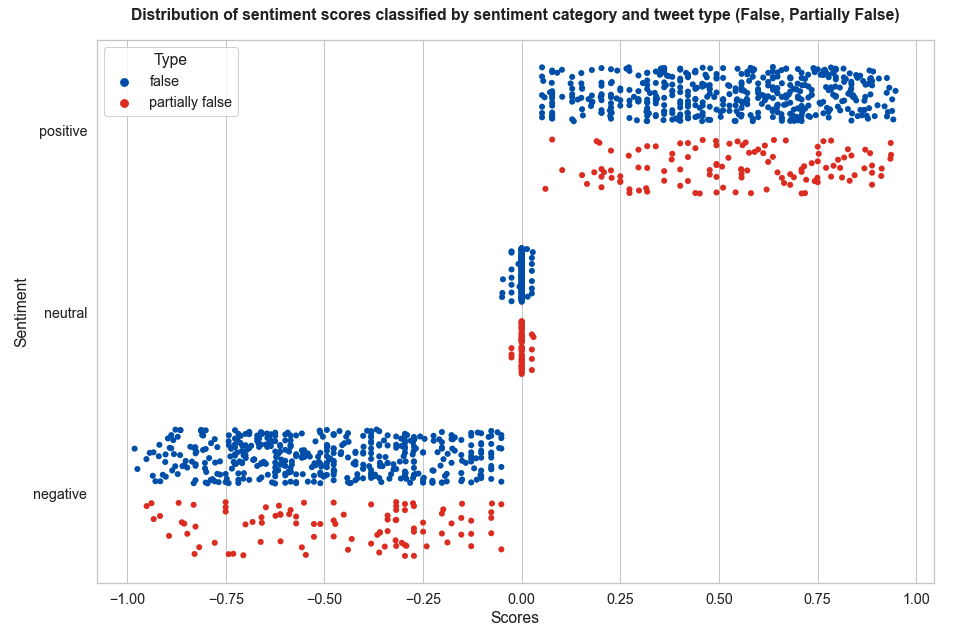 Distribution of sentiment scores classified by sentiment category and tweet type (False, Partially False)
Type
false
partially false
positive
neutral
negative
Sentiment
−1.00 −0.75 −0.50 −0.25 0.00 0.25 0.50 0.75 1.00
Scores